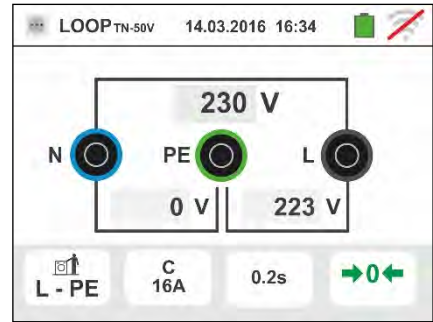 LOOP TN-50V 14.03.2016 16:34
230 V
N PE L
0 V 223 V
L - PE C 16A 0.2s →0←